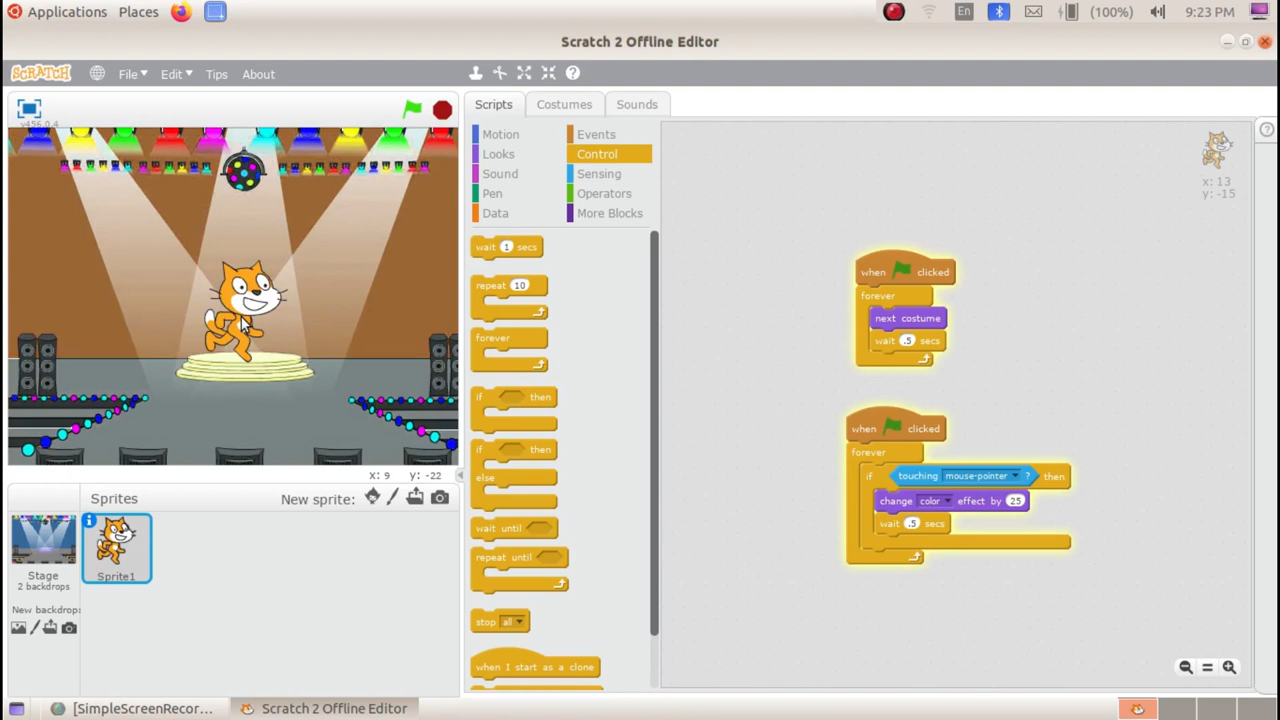 Applications Places En (100%) 9:23 PM
Scratch 2 Offline Editor
SCRATCH File Edit Tips About
v456.0.4
Scripts Costumes Sounds
Motion Events
Looks Control
Sound Sensing
Pen Operators
Data More Blocks
wait 1 secs
repeat 10
forever
if then
if then
else
wait until
repeat until
stop all
when I start as a clone
x: 13
y: -15
when clicked
forever
next costume
wait .5 secs
when clicked
forever
if touching mouse-pointer ? then
change color effect by 25
wait .5 secs
x: 9 y: -22
Sprites New sprite:
Stage
2 backdrops
Sprite1
New backdrop:
[SimpleScreenRecor... Scratch 2 Offline Editor